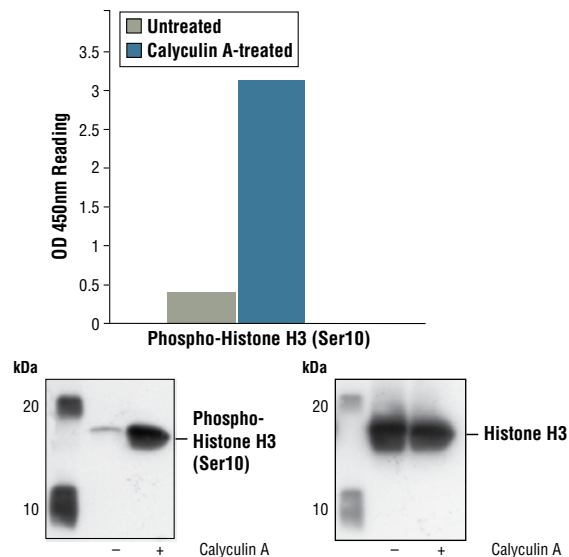 Untreated
Calyculin A-treated
OD 450nm Reading
3.5
3
2.5
2
1.5
1
0.5
0
Phospho-Histone H3 (Ser10)
kDa
20
10
Phospho-
Histone H3
(Ser10)
– + Calyculin A
kDa
20
10
Histone H3
– + Calyculin A